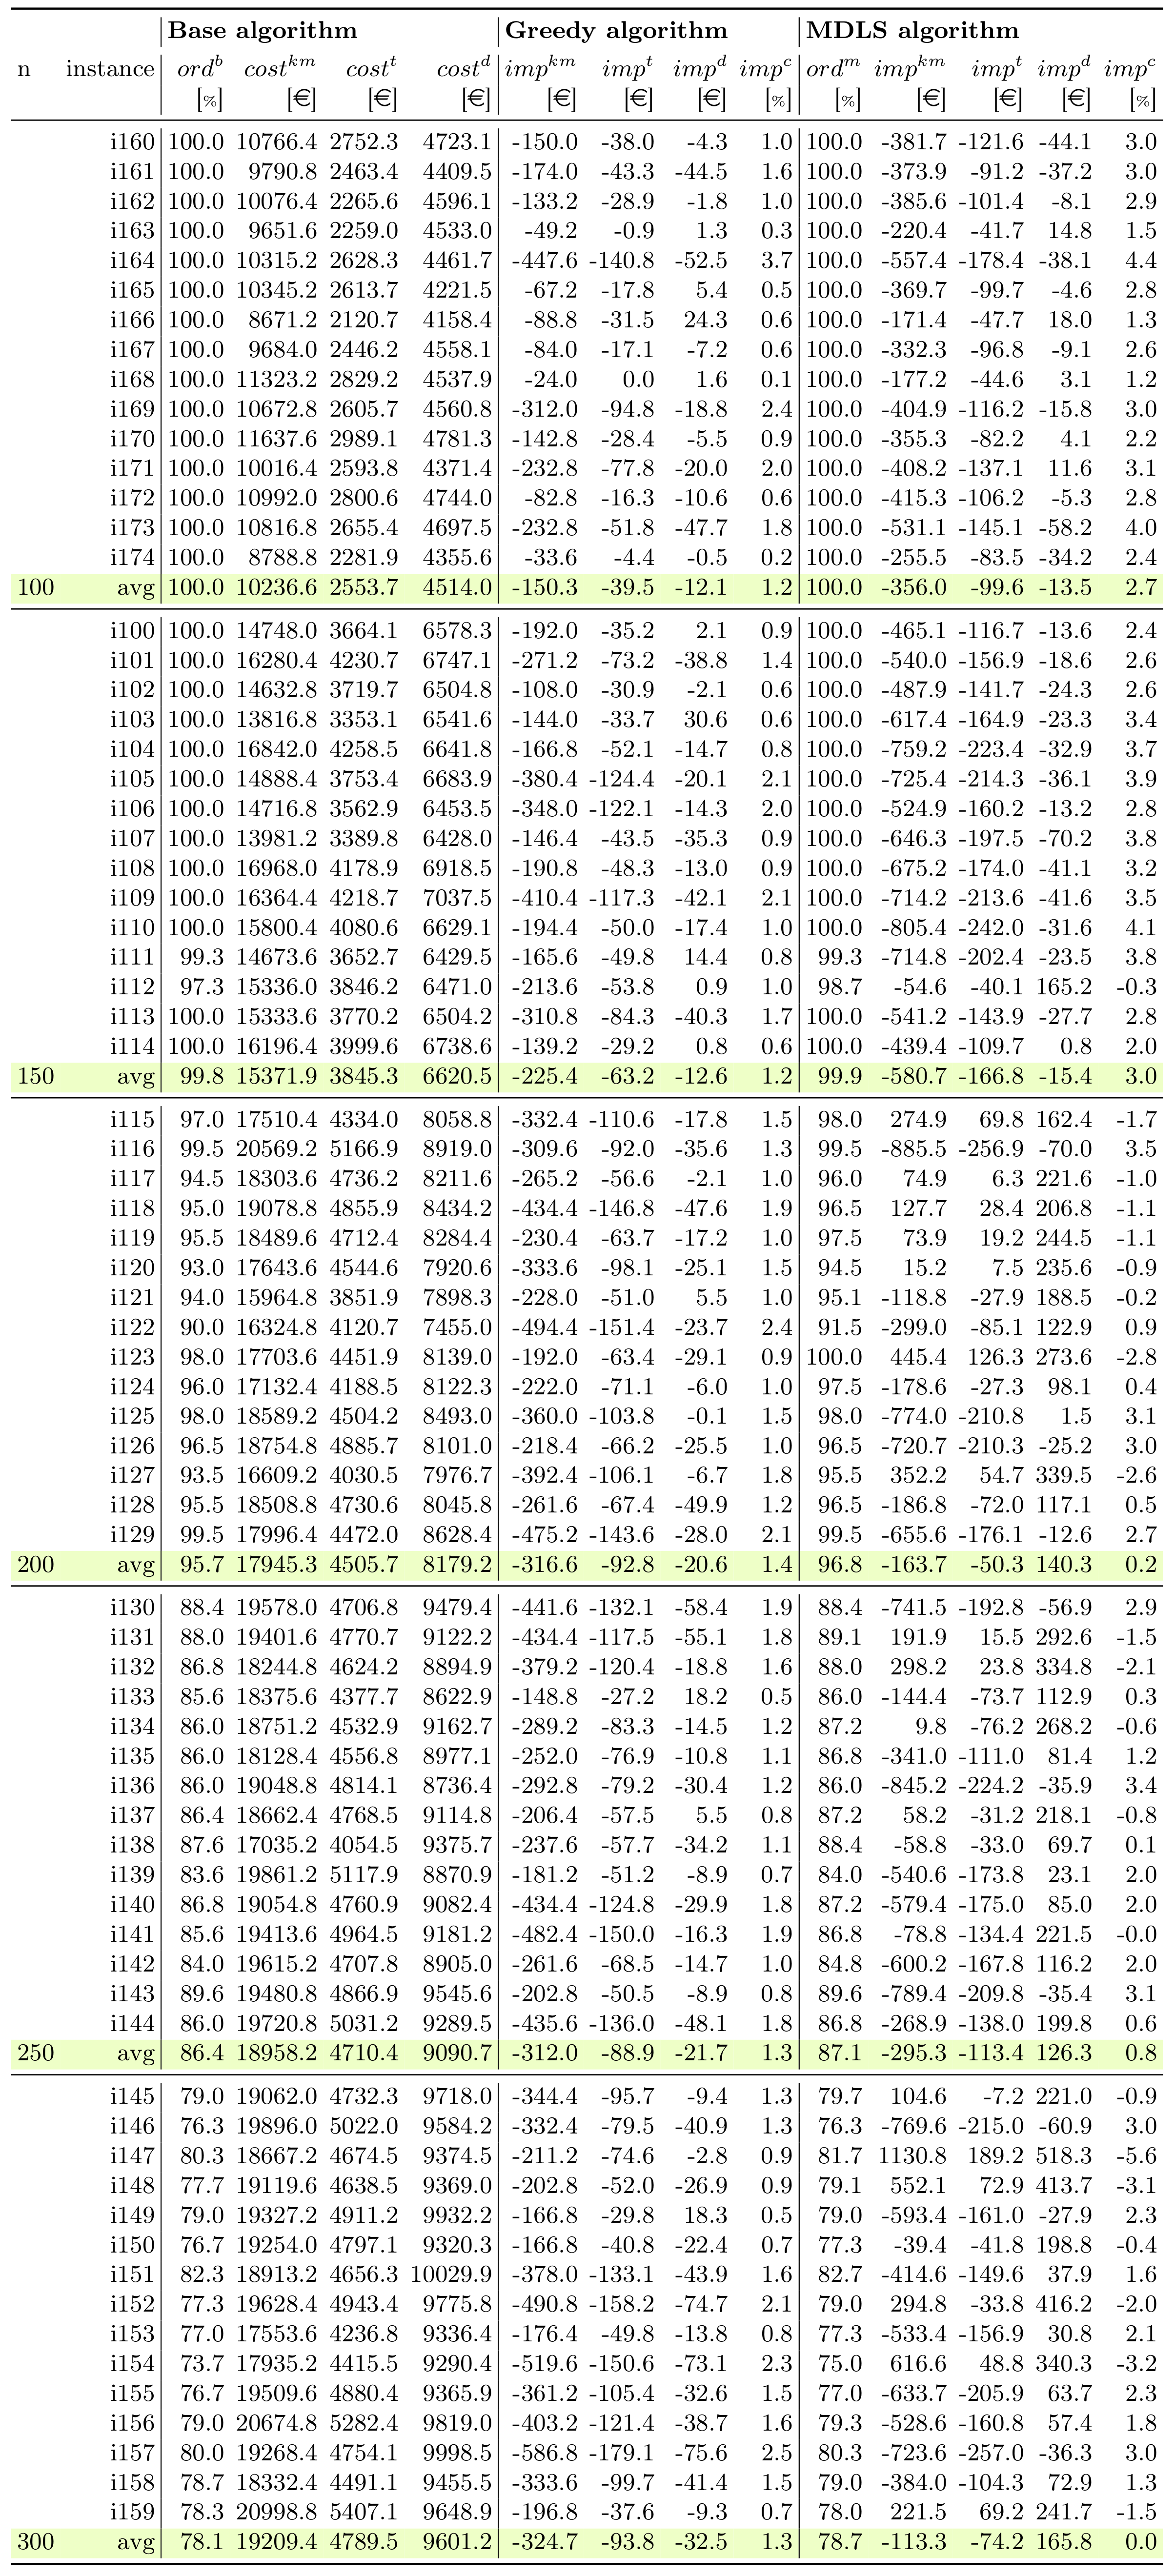 Base algorithm Greedy algorithm MDLS algorithm
n instance ord^b cost^km cost^t cost^d imp^km imp^t imp^d imp^c ord^m imp^km imp^t imp^d imp^c
[%] [€] [€] [€] [€] [€] [€] [%] [%] [€] [€] [€] [%]
i160 100.0 10766.4 2752.3 4723.1 -150.0 -38.0 -4.3 1.0 100.0 -381.7 -121.6 -44.1 3.0
i161 100.0 9790.8 2463.4 4409.5 -174.0 -43.3 -44.5 1.6 100.0 -373.9 -91.2 -37.2 3.0
i162 100.0 10076.4 2265.6 4596.1 -133.2 -28.9 -1.8 1.0 100.0 -385.6 -101.4 -8.1 2.9
i163 100.0 9651.6 2259.0 4533.0 -49.2 -0.9 1.3 0.3 100.0 -220.4 -41.7 14.8 1.5
i164 100.0 10315.2 2628.3 4461.7 -447.6 -140.8 -52.5 3.7 100.0 -557.4 -178.4 -38.1 4.4
i165 100.0 10345.2 2613.7 4221.5 -67.2 -17.8 5.4 0.5 100.0 -369.7 -99.7 -4.6 2.8
i166 100.0 8671.2 2120.7 4158.4 -88.8 -31.5 24.3 0.6 100.0 -171.4 -47.7 18.0 1.3
i167 100.0 9684.0 2446.2 4558.1 -84.0 -17.1 -7.2 0.6 100.0 -332.3 -96.8 -9.1 2.6
i168 100.0 11323.2 2829.2 4537.9 -24.0 0.0 1.6 0.1 100.0 -177.2 -44.6 3.1 1.2
i169 100.0 10672.8 2605.7 4560.8 -312.0 -94.8 -18.8 2.4 100.0 -404.9 -116.2 -15.8 3.0
i170 100.0 11637.6 2989.1 4781.3 -142.8 -28.4 -5.5 0.9 100.0 -355.3 -82.2 4.1 2.2
i171 100.0 10016.4 2593.8 4371.4 -232.8 -77.8 -20.0 2.0 100.0 -408.2 -137.1 11.6 3.1
i172 100.0 10992.0 2800.6 4744.0 -82.8 -16.3 -10.6 0.6 100.0 -415.3 -106.2 -5.3 2.8
i173 100.0 10816.8 2655.4 4697.5 -232.8 -51.8 -47.7 1.8 100.0 -531.1 -145.1 -58.2 4.0
i174 100.0 8788.8 2281.9 4355.6 -33.6 -4.4 -0.5 0.2 100.0 -255.5 -83.5 -34.2 2.4
100 avg 100.0 10236.6 2553.7 4514.0 -150.3 -39.5 -12.1 1.2 100.0 -356.0 -99.6 -13.5 2.7
i100 100.0 14748.0 3664.1 6578.3 -192.0 -35.2 2.1 0.9 100.0 -465.1 -116.7 -13.6 2.4
i101 100.0 16280.4 4230.7 6747.1 -271.2 -73.2 -38.8 1.4 100.0 -540.0 -156.9 -18.6 2.6
i102 100.0 14632.8 3719.7 6504.8 -108.0 -30.9 -2.1 0.6 100.0 -487.9 -141.7 -24.3 2.6
i103 100.0 13816.8 3353.1 6541.6 -144.0 -33.7 30.6 0.6 100.0 -617.4 -164.9 -23.3 3.4
i104 100.0 16842.0 4258.5 6641.8 -166.8 -52.1 -14.7 0.8 100.0 -759.2 -223.4 -32.9 3.7
i105 100.0 14888.4 3753.4 6683.9 -380.4 -124.4 -20.1 2.1 100.0 -725.4 -214.3 -36.1 3.9
i106 100.0 14716.8 3562.9 6453.5 -348.0 -122.1 -14.3 2.0 100.0 -524.9 -160.2 -13.2 2.8
i107 100.0 13981.2 3389.8 6428.0 -146.4 -43.5 -35.3 0.9 100.0 -646.3 -197.5 -70.2 3.8
i108 100.0 16968.0 4178.9 6918.5 -190.8 -48.3 -13.0 0.9 100.0 -675.2 -174.0 -41.1 3.2
i109 100.0 16364.4 4218.7 7037.5 -410.4 -117.3 -42.1 2.1 100.0 -714.2 -213.6 -41.6 3.5
i110 100.0 15800.4 4080.6 6629.1 -194.4 -50.0 -17.4 1.0 100.0 -805.4 -242.0 -31.6 4.1
i111 99.3 14673.6 3652.7 6429.5 -165.6 -49.8 14.4 0.8 99.3 -714.8 -202.4 -23.5 3.8
i112 97.3 15336.0 3846.2 6471.0 -213.6 -53.8 0.9 1.0 98.7 -54.6 -40.1 165.2 -0.3
i113 100.0 15333.6 3770.2 6504.2 -310.8 -84.3 -40.3 1.7 100.0 -541.2 -143.9 -27.7 2.8
i114 100.0 16196.4 3999.6 6738.6 -139.2 -29.2 0.8 0.6 100.0 -439.4 -109.7 0.8 2.0
150 avg 99.8 15371.9 3845.3 6620.5 -225.4 -63.2 -12.6 1.2 99.9 -580.7 -166.8 -15.4 3.0
i115 97.0 17510.4 4334.0 8058.8 -332.4 -110.6 -17.8 1.5 98.0 274.9 69.8 162.4 -1.7
i116 99.5 20569.2 5166.9 8919.0 -309.6 -92.0 -35.6 1.3 99.5 -885.5 -256.9 -70.0 3.5
i117 94.5 18303.6 4736.2 8211.6 -265.2 -56.6 -2.1 1.0 96.0 74.9 6.3 221.6 -1.0
i118 95.0 19078.8 4855.9 8434.2 -434.4 -146.8 -47.6 1.9 96.5 127.7 28.4 206.8 -1.1
i119 95.5 18489.6 4712.4 8284.4 -230.4 -63.7 -17.2 1.0 97.5 73.9 19.2 244.5 -1.1
i120 93.0 17643.6 4544.6 7920.6 -333.6 -98.1 -25.1 1.5 94.5 15.2 7.5 235.6 -0.9
i121 94.0 15964.8 3851.9 7898.3 -228.0 -51.0 5.5 1.0 95.1 -118.8 -27.9 188.5 -0.2
i122 90.0 16324.8 4120.7 7455.0 -494.4 -151.4 -23.7 2.4 91.5 -299.0 -85.1 122.9 0.9
i123 98.0 17703.6 4451.9 8139.0 -192.0 -63.4 -29.1 0.9 100.0 445.4 126.3 273.6 -2.8
i124 96.0 17132.4 4188.5 8122.3 -222.0 -71.1 -6.0 1.0 97.5 -178.6 -27.3 98.1 0.4
i125 98.0 18589.2 4504.2 8493.0 -360.0 -103.8 -0.1 1.5 98.0 -774.0 -210.8 1.5 3.1
i126 96.5 18754.8 4885.7 8101.0 -218.4 -66.2 -25.5 1.0 96.5 -720.7 -210.3 -25.2 3.0
i127 93.5 16609.2 4030.5 7976.7 -392.4 -106.1 -6.7 1.8 95.5 352.2 54.7 339.5 -2.6
i128 95.5 18508.8 4730.6 8045.8 -261.6 -67.4 -49.9 1.2 96.5 -186.8 -72.0 117.1 0.5
i129 99.5 17996.4 4472.0 8628.4 -475.2 -143.6 -28.0 2.1 99.5 -655.6 -176.1 -12.6 2.7
200 avg 95.7 17945.3 4505.7 8179.2 -316.6 -92.8 -20.6 1.4 96.8 -163.7 -50.3 140.3 0.2
i130 88.4 19578.0 4706.8 9479.4 -441.6 -132.1 -58.4 1.9 88.4 -741.5 -192.8 -56.9 2.9
i131 88.0 19401.6 4770.7 9122.2 -434.4 -117.5 -55.1 1.8 89.1 191.9 15.5 292.6 -1.5
i132 86.8 18244.8 4624.2 8894.9 -379.2 -120.4 -18.8 1.6 88.0 298.2 23.8 334.8 -2.1
i133 85.6 18375.6 4377.7 8622.9 -148.8 -27.2 18.2 0.5 86.0 -144.4 -73.7 112.9 0.3
i134 86.0 18751.2 4532.9 9162.7 -289.2 -83.3 -14.5 1.2 87.2 9.8 -76.2 268.2 -0.6
i135 86.0 18128.4 4556.8 8977.1 -252.0 -76.9 -10.8 1.1 86.8 -341.0 -111.0 81.4 1.2
i136 86.0 19048.8 4814.1 8736.4 -292.8 -79.2 -30.4 1.2 86.0 -845.2 -224.2 -35.9 3.4
i137 86.4 18662.4 4768.5 9114.8 -206.4 -57.5 5.5 0.8 87.2 58.2 -31.2 218.1 -0.8
i138 87.6 17035.2 4054.5 9375.7 -237.6 -57.7 -34.2 1.1 88.4 -58.8 -33.0 69.7 0.1
i139 83.6 19861.2 5117.9 8870.9 -181.2 -51.2 -8.9 0.7 84.0 -540.6 -173.8 23.1 2.0
i140 86.8 19054.8 4760.9 9082.4 -434.4 -124.8 -29.9 1.8 87.2 -579.4 -175.0 85.0 2.0
i141 85.6 19413.6 4964.5 9181.2 -482.4 -150.0 -16.3 1.9 86.8 -78.8 -134.4 221.5 -0.0
i142 84.0 19615.2 4707.8 8905.0 -261.6 -68.5 -14.7 1.0 84.8 -600.2 -167.8 116.2 2.0
i143 89.6 19480.8 4866.9 9545.6 -202.8 -50.5 -8.9 0.8 89.6 -789.4 -209.8 -35.4 3.1
i144 86.0 19720.8 5031.2 9289.5 -435.6 -136.0 -48.1 1.8 86.8 -268.9 -138.0 199.8 0.6
250 avg 86.4 18958.2 4710.4 9090.7 -312.0 -88.9 -21.7 1.3 87.1 -295.3 -113.4 126.3 0.8
i145 79.0 19062.0 4732.3 9718.0 -344.4 -95.7 -9.4 1.3 79.7 104.6 -7.2 221.0 -0.9
i146 76.3 19896.0 5022.0 9584.2 -332.4 -79.5 -40.9 1.3 76.3 -769.6 -215.0 -60.9 3.0
i147 80.3 18667.2 4674.5 9374.5 -211.2 -74.6 -2.8 0.9 81.7 1130.8 189.2 518.3 -5.6
i148 77.7 19119.6 4638.5 9369.0 -202.8 -52.0 -26.9 0.9 79.1 552.1 72.9 413.7 -3.1
i149 79.0 19327.2 4911.2 9932.2 -166.8 -29.8 18.3 0.5 79.0 -593.4 -161.0 -27.9 2.3
i150 76.7 19254.0 4797.1 9320.3 -166.8 -40.8 -22.4 0.7 77.3 -39.4 -41.8 198.8 -0.4
i151 82.3 18913.2 4656.3 10029.9 -378.0 -133.1 -43.9 1.6 82.7 -414.6 -149.6 37.9 1.6
i152 77.3 19628.4 4943.4 9775.8 -490.8 -158.2 -74.7 2.1 79.0 294.8 -33.8 416.2 -2.0
i153 77.0 17553.6 4236.8 9336.4 -176.4 -49.8 -13.8 0.8 77.3 -533.4 -156.9 30.8 2.1
i154 73.7 17935.2 4415.5 9290.4 -519.6 -150.6 -73.1 2.3 75.0 616.6 48.8 340.3 -3.2
i155 76.7 19509.6 4880.4 9365.9 -361.2 -105.4 -32.6 1.5 77.0 -633.7 -205.9 63.7 2.3
i156 79.0 20674.8 5282.4 9819.0 -403.2 -121.4 -38.7 1.6 79.3 -528.6 -160.8 57.4 1.8
i157 80.0 19268.4 4754.1 9998.5 -586.8 -179.1 -75.6 2.5 80.3 -723.6 -257.0 -36.3 3.0
i158 78.7 18332.4 4491.1 9455.5 -333.6 -99.7 -41.4 1.5 79.0 -384.0 -104.3 72.9 1.3
i159 78.3 20998.8 5407.1 9648.9 -196.8 -37.6 -9.3 0.7 78.0 221.5 69.2 241.7 -1.5
300 avg 78.1 19209.4 4789.5 9601.2 -324.7 -93.8 -32.5 1.3 78.7 -113.3 -74.2 165.8 0.0